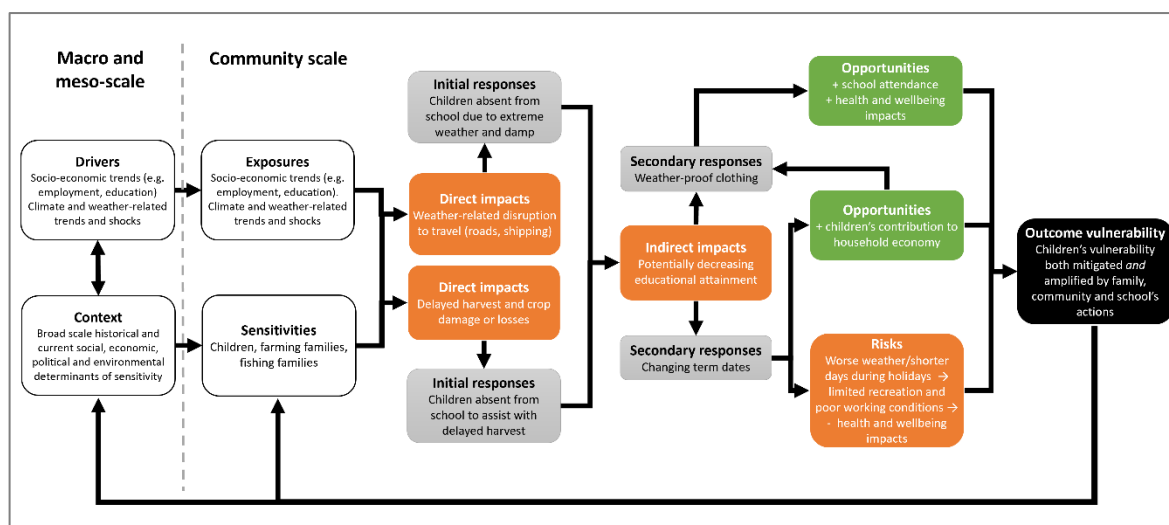 Macro and
meso-scale
Community scale
Drivers
Socio-economic trends (e.g.
employment, education)
Climate and weather-related
trends and shocks
Context
Broad scale historical and
current social, economic,
political and environmental
determinants of sensitivity
Exposures
Socio-economic trends (e.g.
employment, education).
Climate and weather-related
trends and shocks
Sensitivities
Children, farming families,
fishing families
Initial responses
Children absent from
school due to extreme
weather and damp
Direct impacts
Weather-related disruption
to travel (roads, shipping)
Direct impacts
Delayed harvest and crop
damage or losses
Initial responses
Children absent from
school to assist with
delayed harvest
Secondary responses
Weather-proof clothing
Indirect impacts
Potentially decreasing
educational attainment
Secondary responses
Changing term dates
Opportunities
+ school attendance
+ health and wellbeing
impacts
Opportunities
+ children's contribution to
household economy
Risks
Worse weather/shorter
days during holidays →
limited recreation and
poor working conditions →
- health and wellbeing
impacts
Outcome vulnerability
Children's vulnerability
both mitigated and
amplified by family,
community and school's
actions